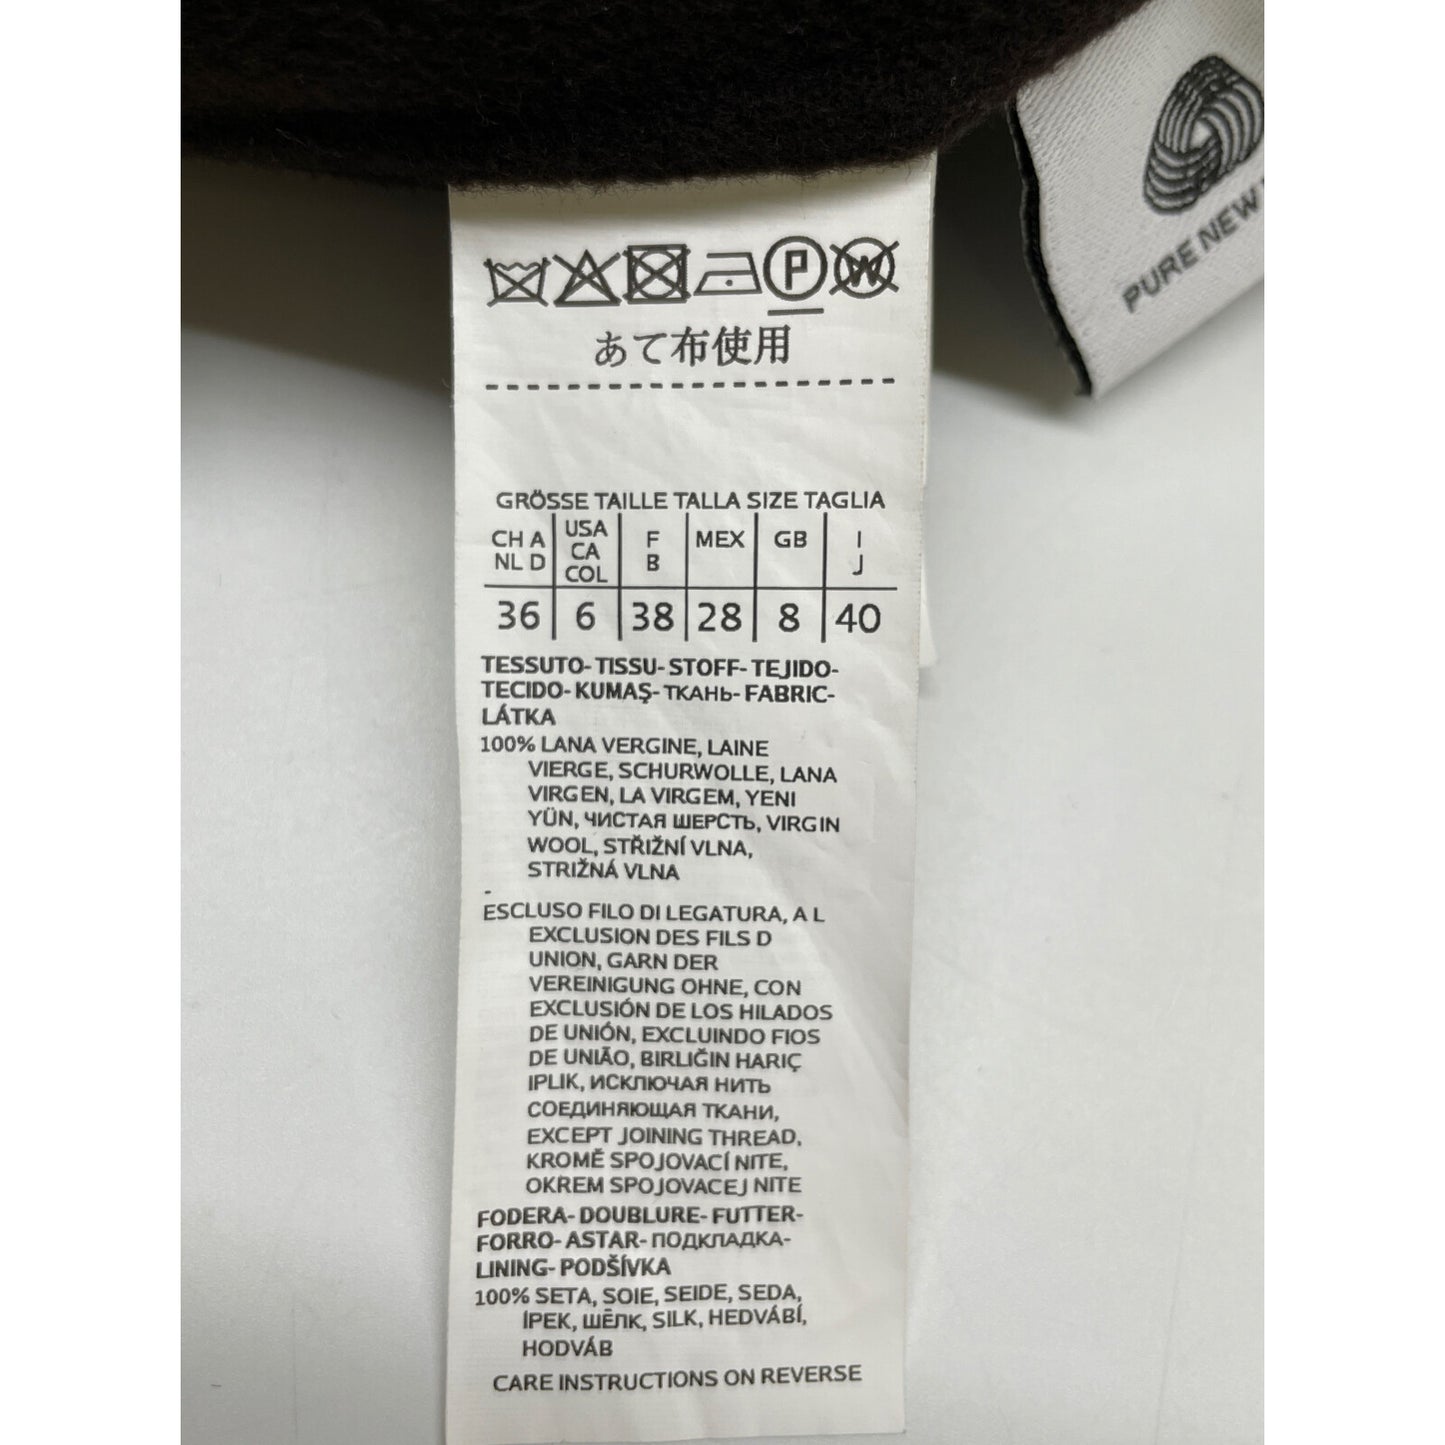 P W
あて布使用
GRÖSSE TAILLE TALLA SIZE TAGLIA
CH A NL D USA CA COL F B MEX GB I J
36 6 38 28 8 40
TESSUTO- TISSU- STOFF- TEJIDO-
TECIDO- KUMAŞ- ТКАНЬ- FABRIC-
LÁTKA
100% LANA VERGINE, LAINE
VIERGE, SCHURWOLLE, LANA
VIRGEN, LA VIRGEM, YENI
YÜN, ЧИСТАЯ ШЕРСТЬ, VIRGIN
WOOL, STŘIŽNÍ VLNA,
STRIŽNÁ VLNA
-
ESCLUSO FILO DI LEGATURA, A L
EXCLUSION DES FILS D
UNION, GARN DER
VEREINIGUNG OHNE, CON
EXCLUSIÓN DE LOS HILADOS
DE UNIÓN, EXCLUINDO FIOS
DE UNIÃO, BIRLIĞIN HARIÇ
IPLIK, ИСКЛЮЧАЯ НИТЬ
СОЕДИНЯЮЩАЯ ТКАНИ,
EXCEPT JOINING THREAD,
KROMĚ SPOJOVACÍ NITE,
OKREM SPOJOVACEJ NITE
FODERA- DOUBLURE- FUTTER-
FORRO- ASTAR- ПОДКЛАДКА-
LINING- PODŠÍVKA
100% SETA, SOIE, SEIDE, SEDA,
ÍPEK, ШЁЛК, SILK, HEDVÁBÍ,
HODVÁB
CARE INSTRUCTIONS ON REVERSE
PURE NEW